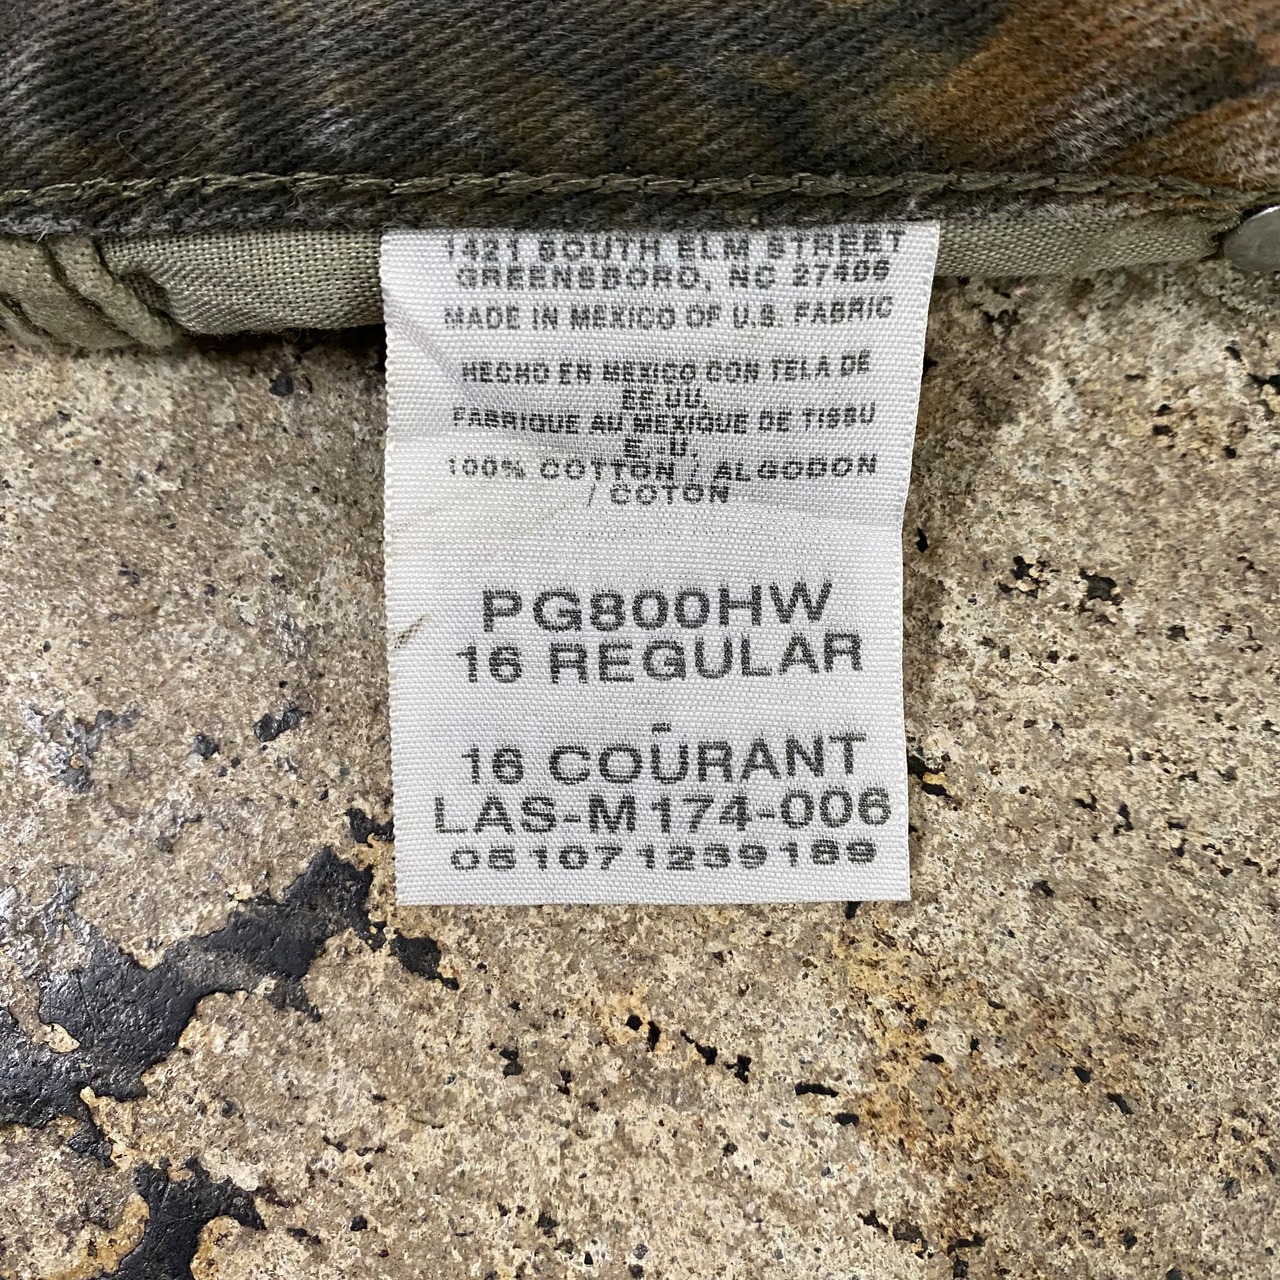 1421 SOUTH ELM STREET
GREENSBORO, NC 27406
MADE IN MEXICO OF U.S. FABRIC
HECHO EN MEXICO CON TELA DE
EE.UU.
FABRIQUE AU MEXIQUE DE TISSU
E.-U.
100% COTTON / ALGODON
/ COTON
PG800HW
16 REGULAR
16 COURANT
LAS-M174-006